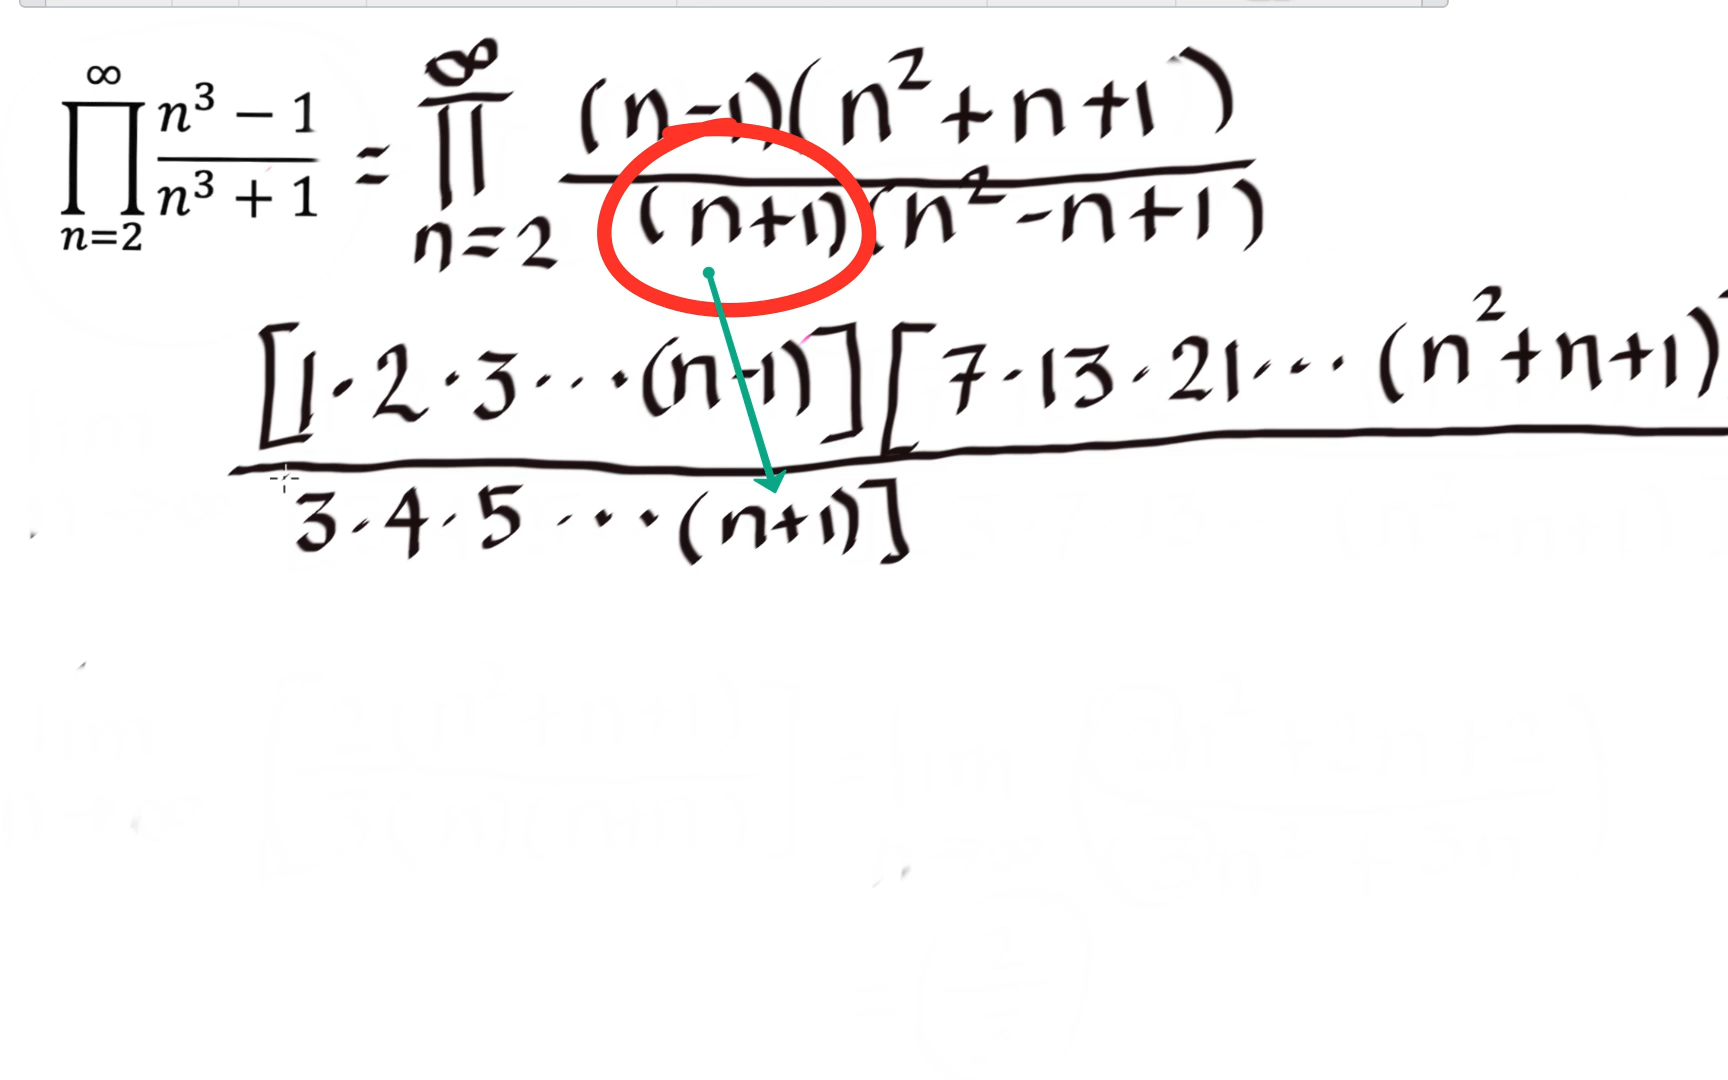 ∞ ∏ n=2 n³ − 1 / n³ + 1 = ∞ ∏ n=2 (n-1)(n²+n+1) / (n+1)(n²-n+1)
[1·2·3···(n-1)][7·13·21···(n²+n+1)
3·4·5···(n+1)]